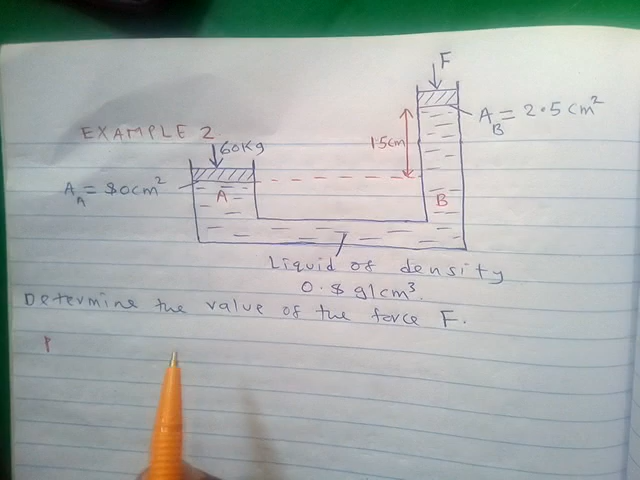 F
A_B = 2.5 cm²
EXAMPLE 2.
15cm
60Kg
A_A = 80cm²
A
B
Liquid of density
0.8 g/cm³.
Determine the value of the force F.
P